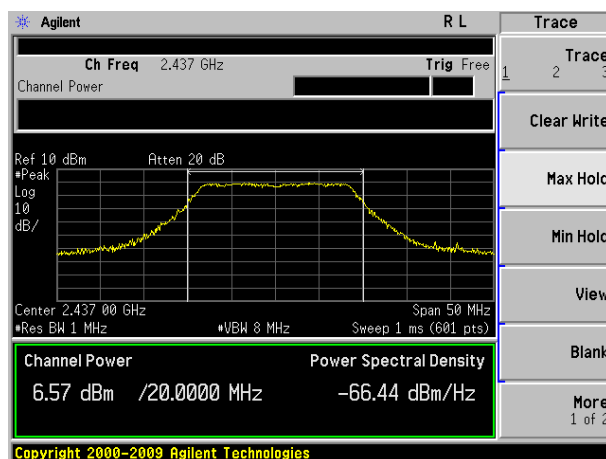 Agilent R L Trace
Ch Freq 2.437 GHz Trig Free
Channel Power
Trace
1 2 3
Clear Write
Max Hold
Min Hold
View
Blank
More
1 of 2
Ref 10 dBm Atten 20 dB
#Peak
Log
10
dB/
Center 2.437 00 GHz Span 50 MHz
#Res BW 1 MHz #VBW 8 MHz Sweep 1 ms (601 pts)
Channel Power Power Spectral Density
6.57 dBm /20.0000 MHz -66.44 dBm/Hz
Copyright 2000-2009 Agilent Technologies